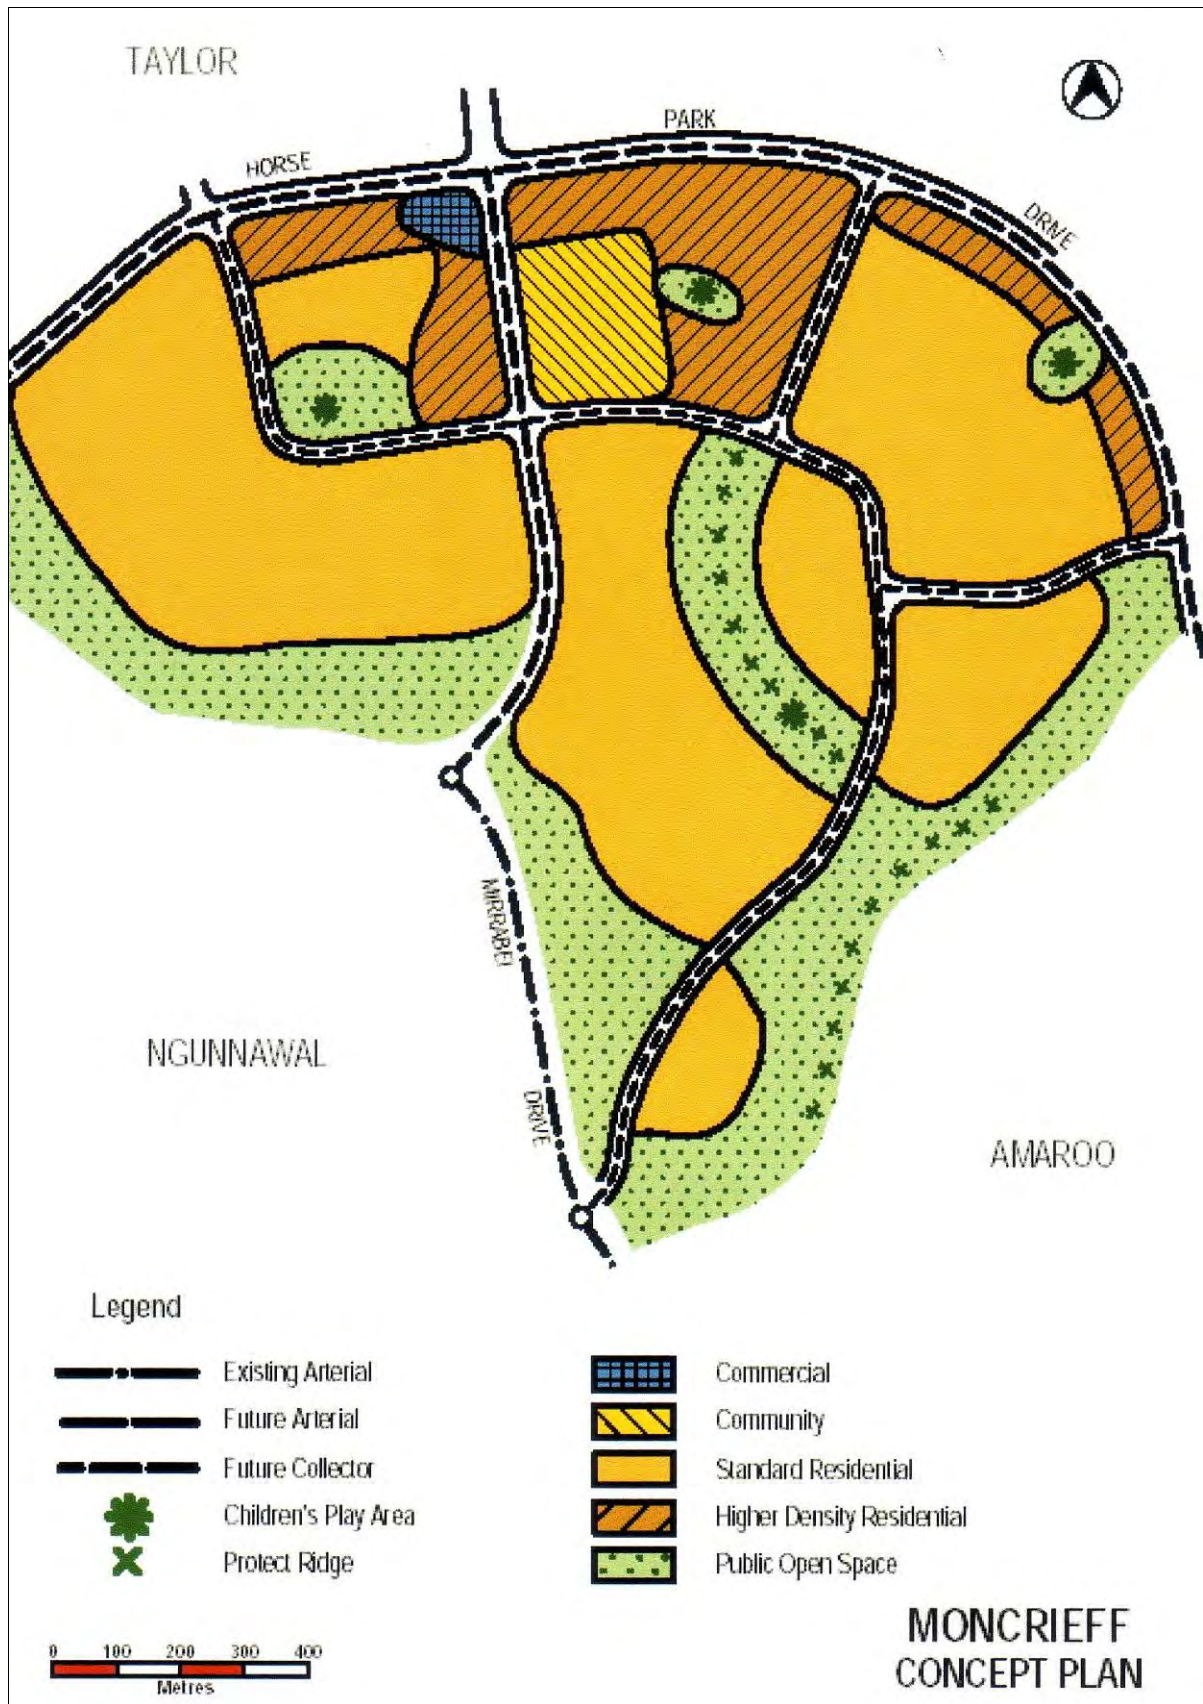 TAYLOR
HORSE
PARK
DRIVE
MIRRABEI
DRIVE
NGUNNAWAL
AMAROO
Legend
Existing Arterial
Future Arterial
Future Collector
Children's Play Area
Protect Ridge
Commercial
Community
Standard Residential
Higher Density Residential
Public Open Space
0 100 200 300 400
Metres
MONCRIEFF
CONCEPT PLAN